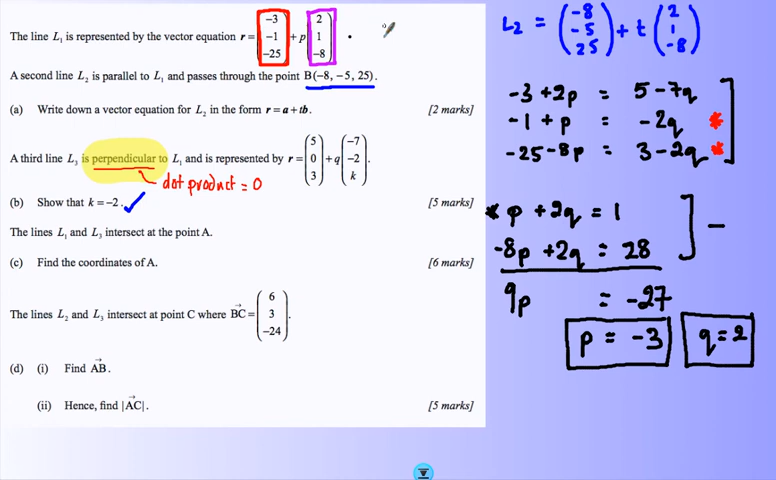 The line L₁ is represented by the vector equation r = (−3 −1 −25) + p (2 1 −8) .
A second line L₂ is parallel to L₁ and passes through the point B(−8, −5, 25).
(a) Write down a vector equation for L₂ in the form r = a + tb. [2 marks]
A third line L₃ is perpendicular to L₁ and is represented by r = (5 0 3) + q (−7 −2 k).
dot product = 0
(b) Show that k = −2. [5 marks]
The lines L₁ and L₃ intersect at the point A.
(c) Find the coordinates of A. [6 marks]
The lines L₂ and L₃ intersect at point C where BC→ = (6 3 −24).
(d) (i) Find AB→.
(ii) Hence, find |AC→|. [5 marks]
L₂ = (−8 −5 25) + t (2 1 −8)
−3 + 2p = 5 − 7q
−1 + p = −2q *
−25 − 8p = 3 − 2q *
* p + 2q = 1
−8p + 2q = 28
−
9p = −27
p = −3 q = 2